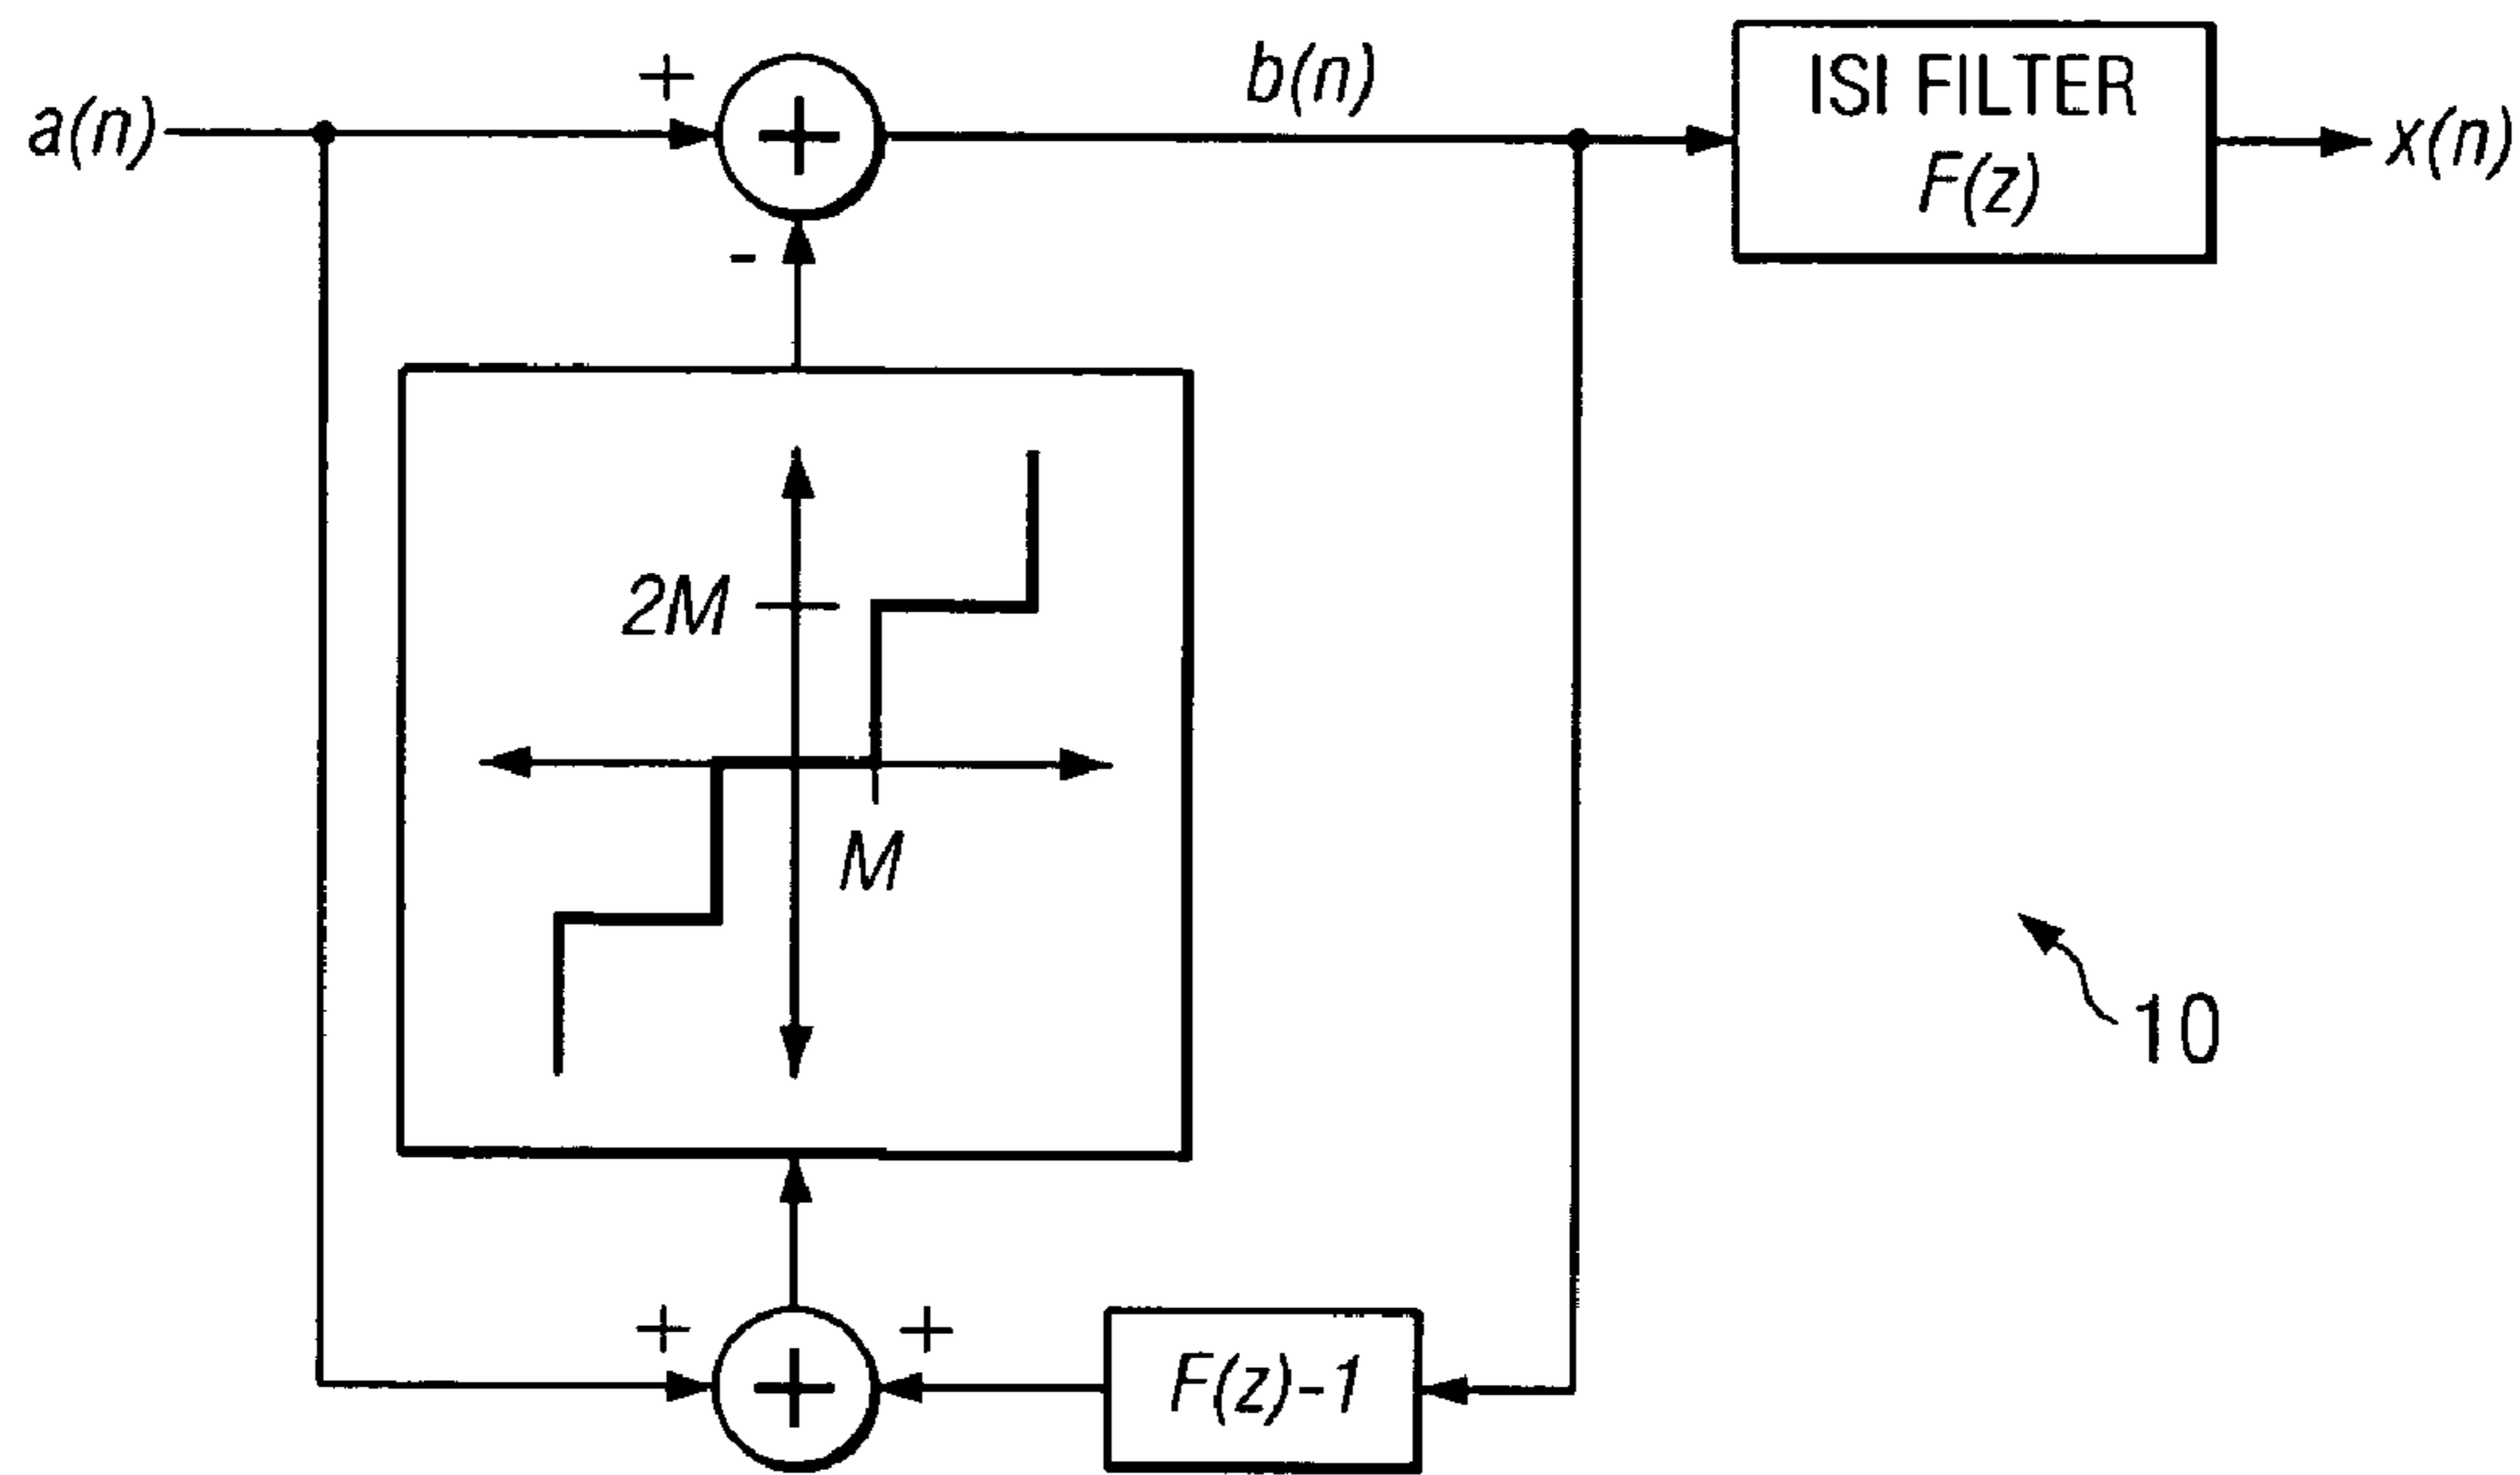 a(n)
+
+
-
b(n)
ISI FILTER
F(z)
x(n)
2M
M
10
+
+
+
F(z)-1